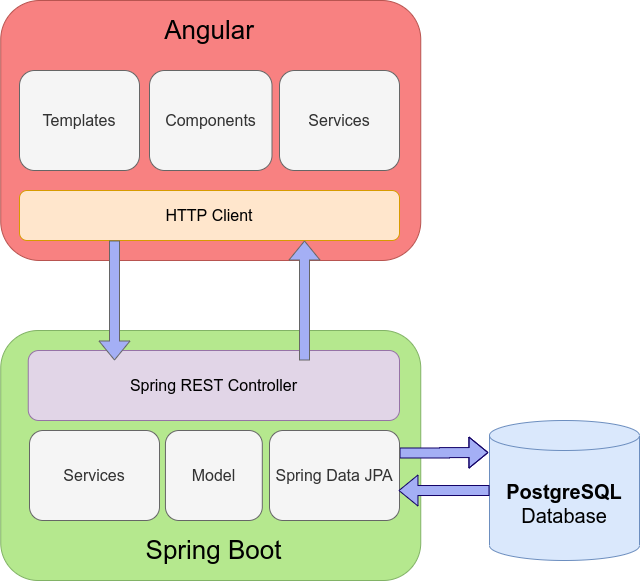 Angular
Templates
Components
Services
HTTP Client
Spring REST Controller
Services
Model
Spring Data JPA
Spring Boot
PostgreSQL
Database